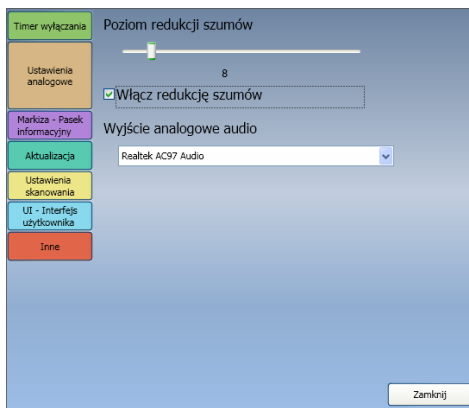 Timer wyłączania
Ustawienia
analogowe
Markiza - Pasek
informacyjny
Aktualizacja
Ustawienia
skanowania
UI - Interfejs
użytkownika
Inne
Poziom redukcji szumów
8
Włącz redukcję szumów
Wyjście analogowe audio
Realtek AC97 Audio
Zamknij